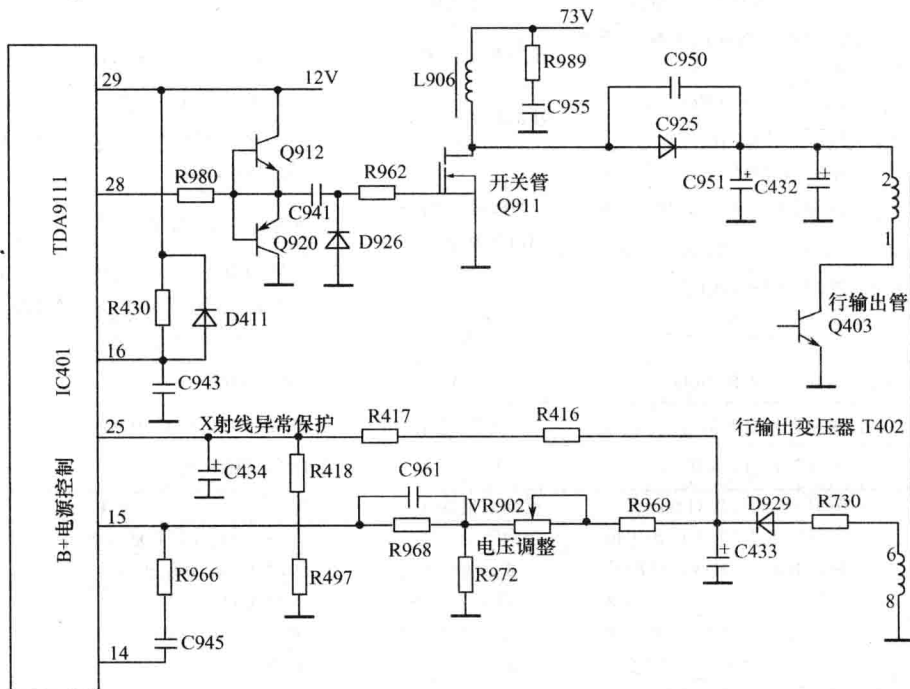 73V
29
12V
L906
R989
C950
C955
C925
Q912
28
R980
R962
C941
开关管
Q911
C951
C432
2
1
Q920
D926
TDA9111
R430
D411
行输出管
Q403
16
IC401
C943
25
X射线异常保护
R417
R416
行输出变压器 T402
C434
R418
C961
VR902
R969
D929
R730
B+电源控制
15
R968
电压调整
C433
R966
R497
R972
6
8
C945
14